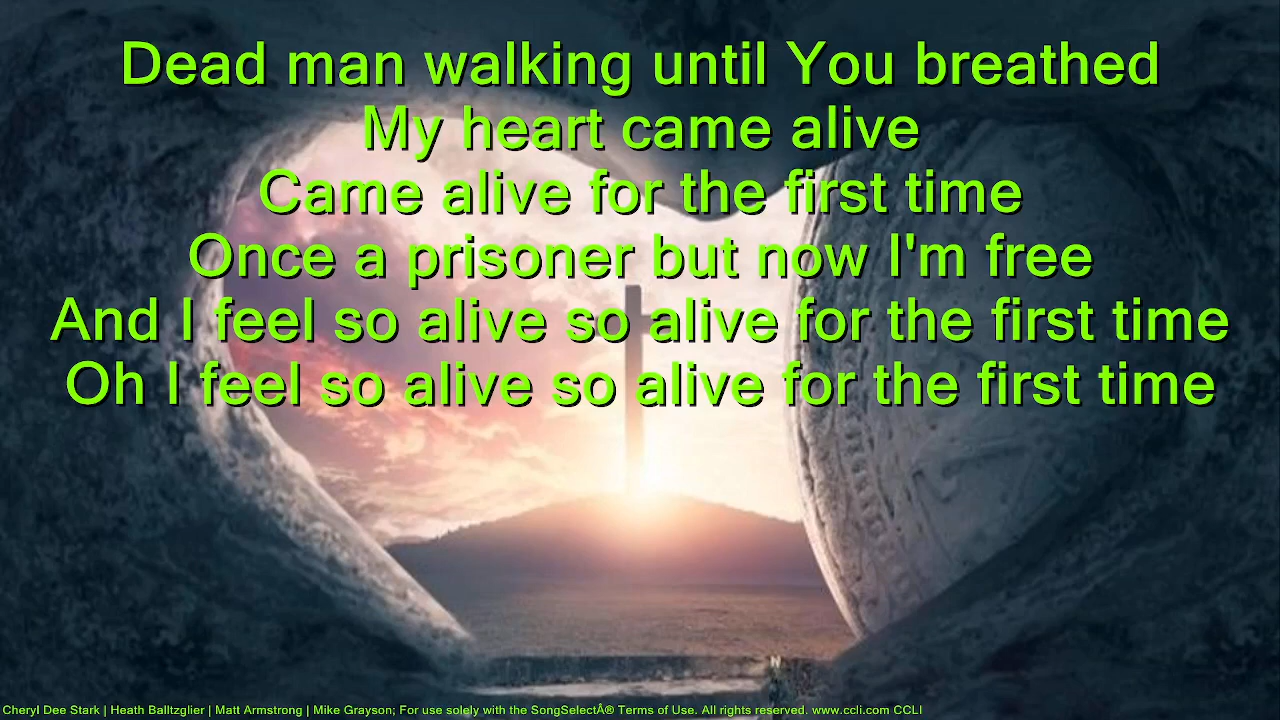 Dead man walking until You breathed
My heart came alive
Came alive for the first time
Once a prisoner but now I'm free
And I feel so alive so alive for the first time
Oh I feel so alive so alive for the first time
Cheryl Dee Stark | Heath Balltzglier | Matt Armstrong | Mike Grayson; For use solely with the SongSelectÂ® Terms of Use. All rights reserved. www.ccli.com CCLI